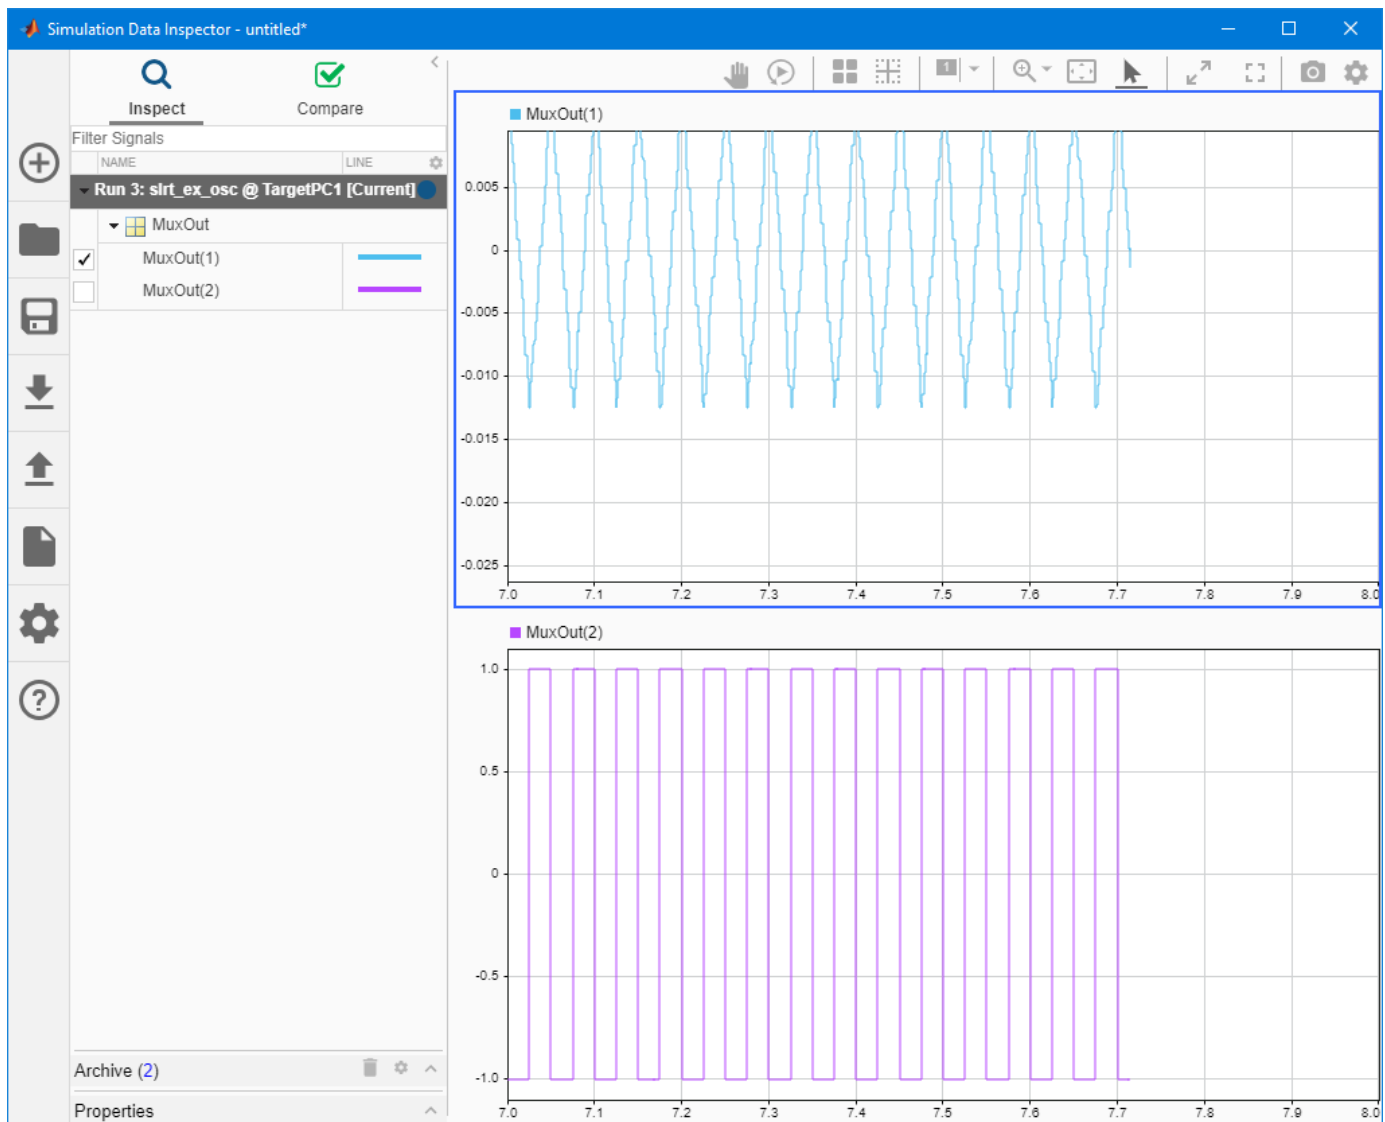 Simulation Data Inspector - untitled*
Inspect
Compare
Filter Signals
NAME
LINE
Run 3: slrt_ex_osc @ TargetPC1 [Current]
MuxOut
MuxOut(1)
MuxOut(2)
Archive (2)
Properties
1
MuxOut(1)
0.005
0
-0.005
-0.010
-0.015
-0.020
-0.025
7.0 7.1 7.2 7.3 7.4 7.5 7.6 7.7 7.8 7.9 8.0
MuxOut(2)
1.0
0.5
0
-0.5
-1.0
7.0 7.1 7.2 7.3 7.4 7.5 7.6 7.7 7.8 7.9 8.0